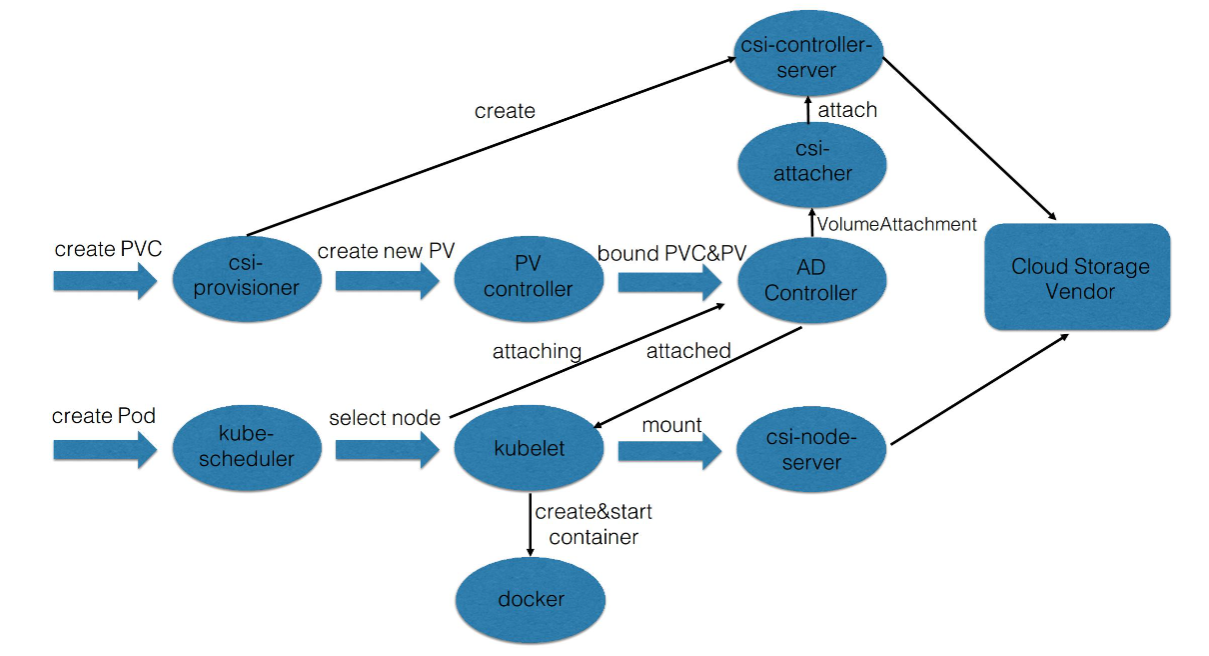 csi-controller-
server
create
attach
csi-
attacher
VolumeAttachment
create PVC
csi-
provisioner
create new PV
PV
controller
bound PVC&PV
AD
Controller
Cloud Storage
Vendor
attaching
attached
create Pod
kube-
scheduler
select node
kubelet
mount
csi-node-
server
create&start
container
docker